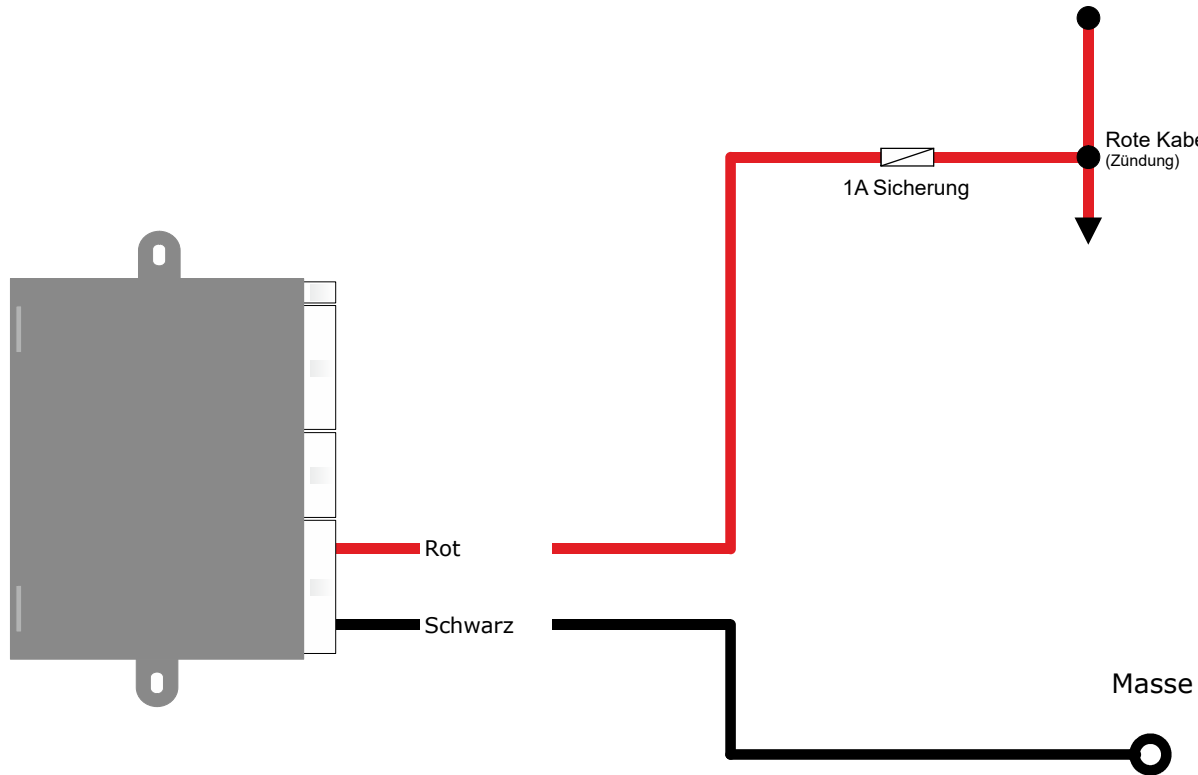 Rote Kabe
(Zündung)
1A Sicherung
Rot
Schwarz
Masse